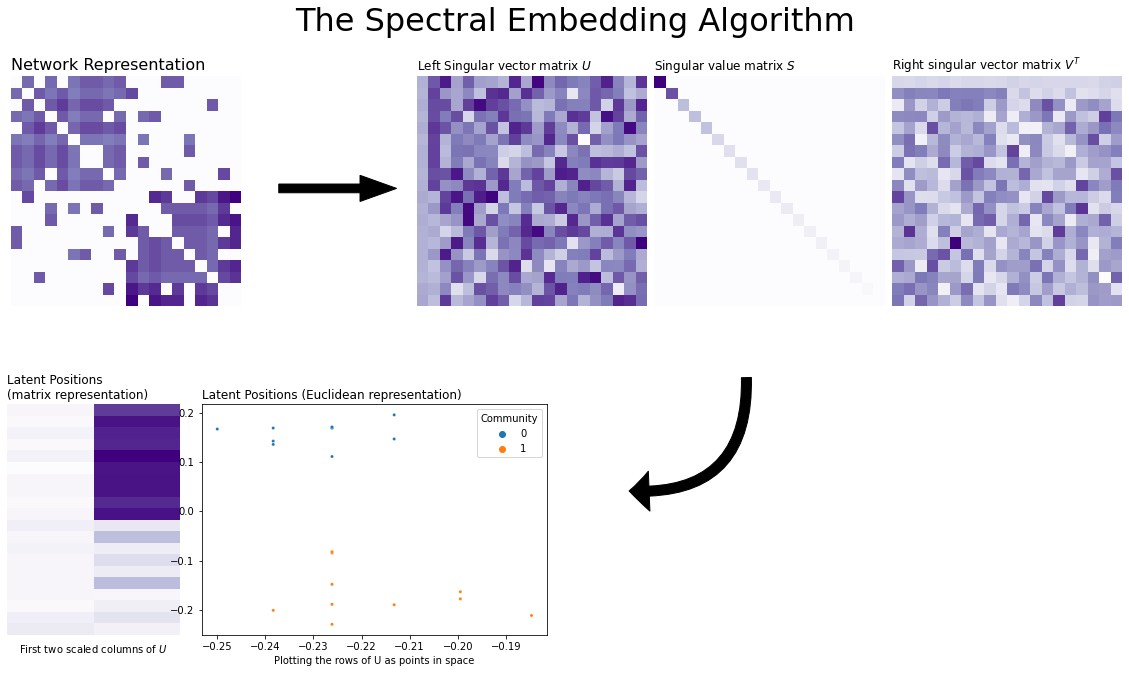 The Spectral Embedding Algorithm
Network Representation
Left Singular vector matrix U
Singular value matrix S
Right singular vector matrix V^T
Latent Positions
(matrix representation)
First two scaled columns of U
Latent Positions (Euclidean representation)
Community
0
1
0.2
0.1
0.0
−0.1
−0.2
−0.25 −0.24 −0.23 −0.22 −0.21 −0.20 −0.19
Plotting the rows of U as points in space